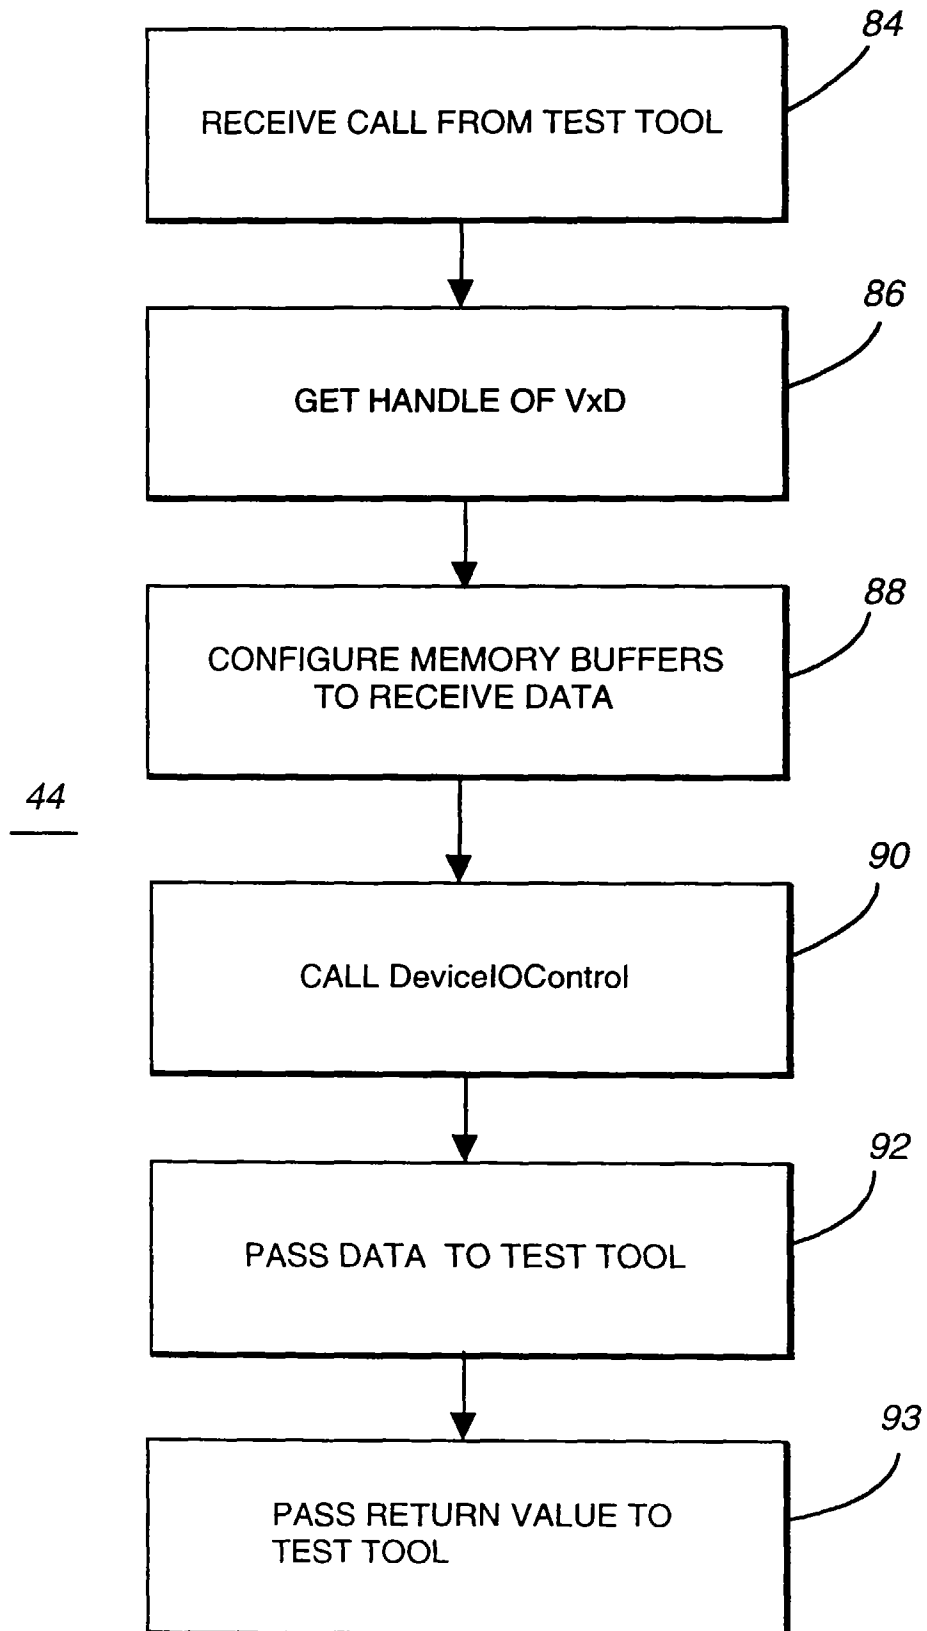 84
RECEIVE CALL FROM TEST TOOL
86
GET HANDLE OF VxD
88
CONFIGURE MEMORY BUFFERS
TO RECEIVE DATA
44
90
CALL DeviceIOControl
92
PASS DATA TO TEST TOOL
93
PASS RETURN VALUE TO
TEST TOOL